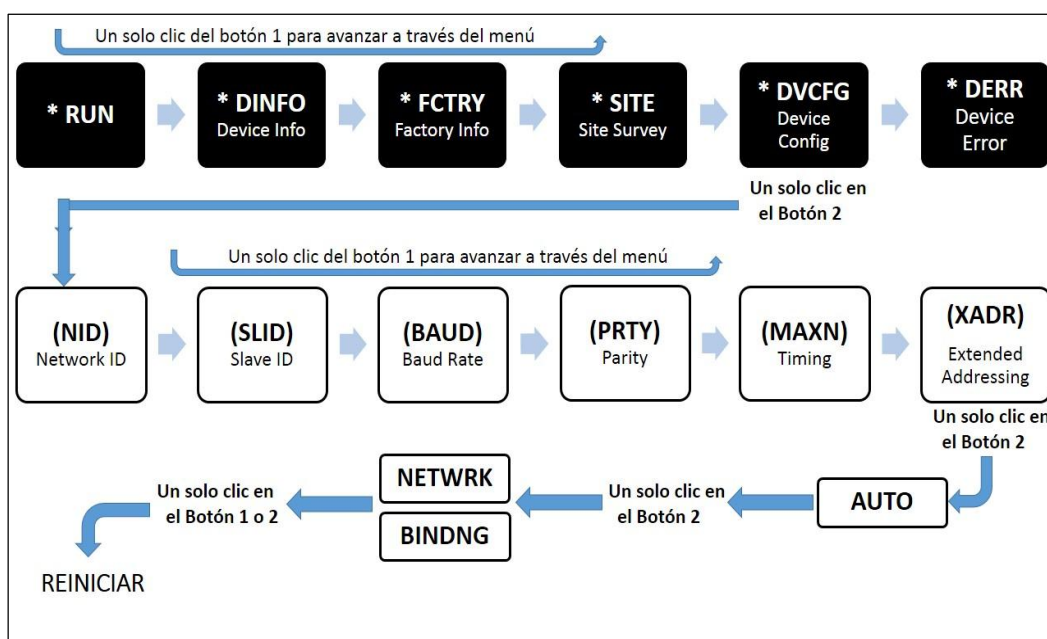 Un solo clic del botón 1 para avanzar a través del menú
* RUN
* DINFO
Device Info
* FCTRY
Factory Info
* SITE
Site Survey
* DVCFG
Device
Config
* DERR
Device
Error
Un solo clic en
el Botón 2
Un solo clic del botón 1 para avanzar a través del menú
(NID)
Network ID
(SLID)
Slave ID
(BAUD)
Baud Rate
(PRTY)
Parity
(MAXN)
Timing
(XADR)
Extended
Addressing
Un solo clic en
el Botón 2
AUTO
Un solo clic en
el Botón 2
NETWRK
BINDNG
Un solo clic en
el Botón 1 o 2
REINICIAR